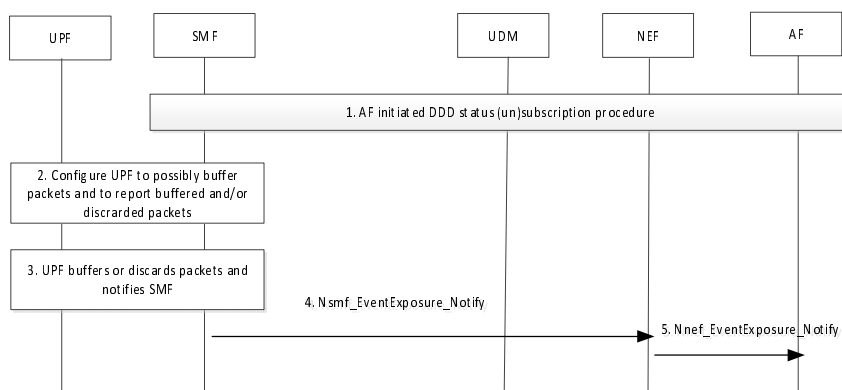 UPF
SMF
UDM
NEF
AF
1. AF initiated DDD status (un)subscription procedure
2. Configure UPF to possibly buffer
packets and to report buffered and/or
discrarded packets
3. UPF buffers or discards packets and
notifies SMF
4. Nsmf_EventExposure_Notify
5. Nnef_EventExposure_Notify